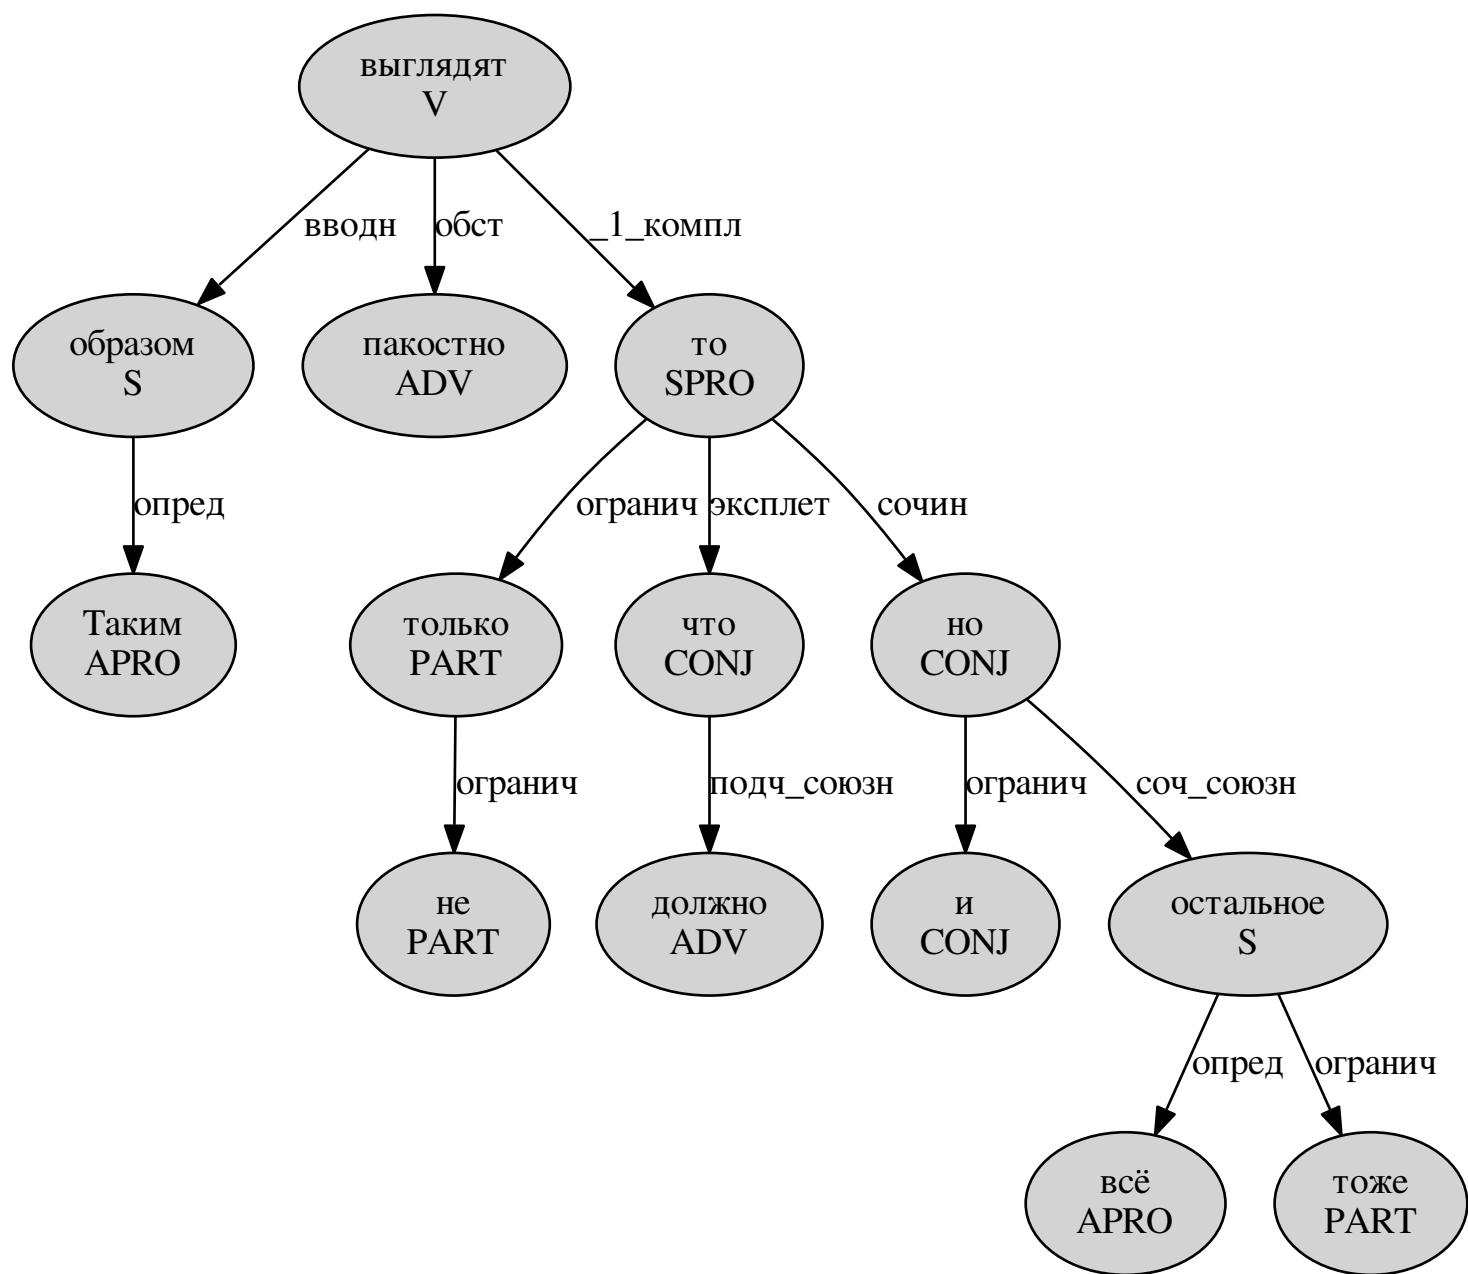 выглядят
V
вводн
обст
_1_компл
образом
S
пакостно
ADV
то
SPRO
опред
огранич
эксплет
сочин
Таким
APRO
только
PART
что
CONJ
но
CONJ
огранич
подч_союзн
огранич
соч_союзн
не
PART
должно
ADV
и
CONJ
остальное
S
опред
огранич
всё
APRO
тоже
PART